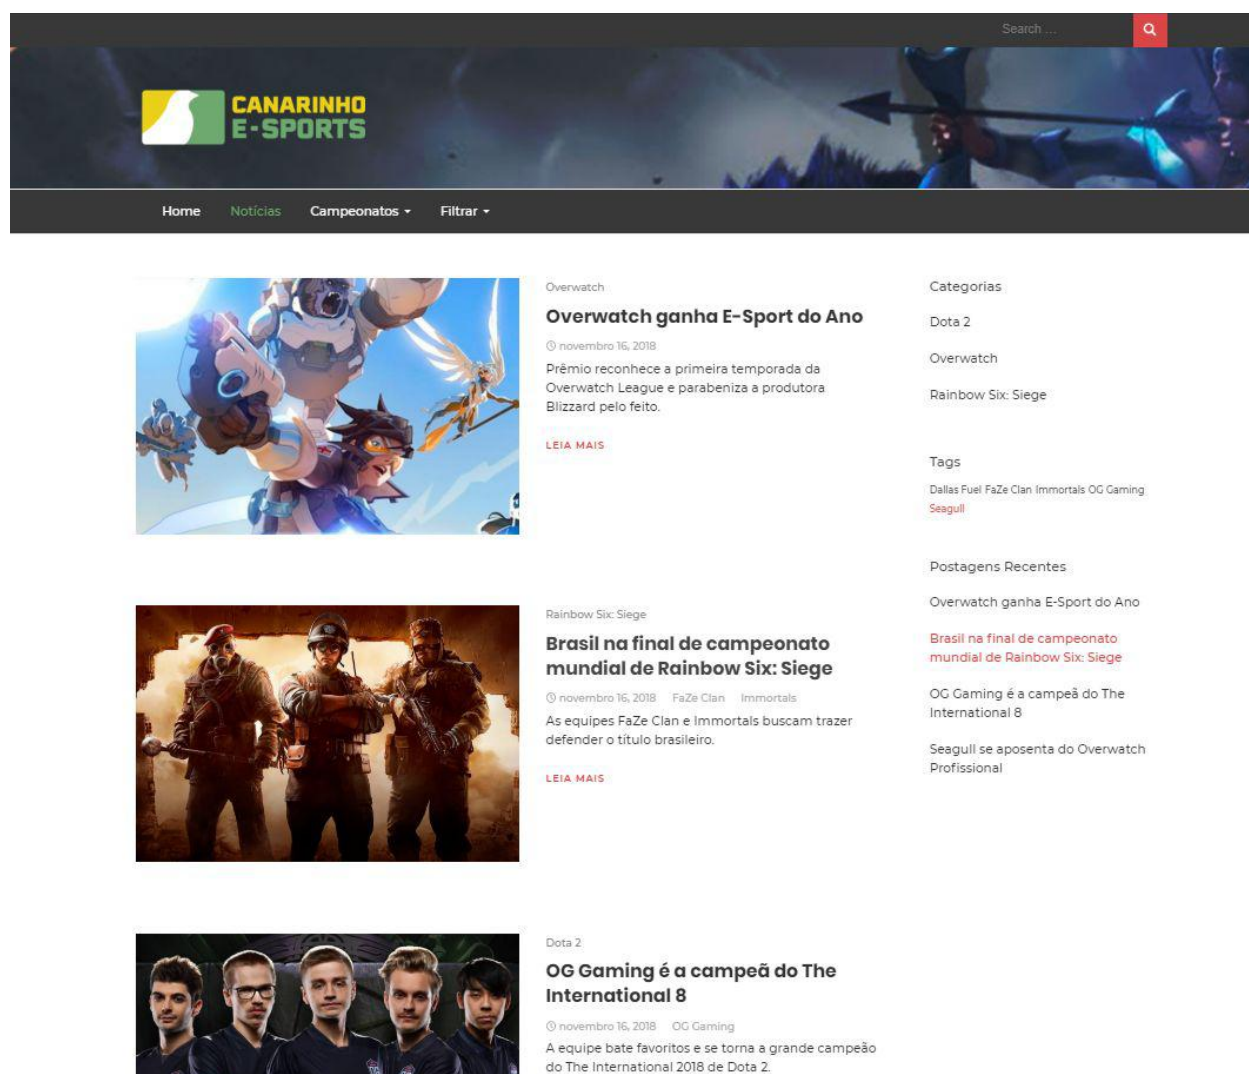 Search ...
CANARINHO
E-SPORTS
Home Notícias Campeonatos Filtrar
Overwatch
Overwatch ganha E-Sport do Ano
novembro 16, 2018
Prêmio reconhece a primeira temporada da
Overwatch League e parabeniza a produtora
Blizzard pelo feito.
LEIA MAIS
Rainbow Six: Siege
Brasil na final de campeonato
mundial de Rainbow Six: Siege
novembro 16, 2018 FaZe Clan Immortals
As equipes FaZe Clan e Immortals buscam trazer
defender o título brasileiro.
LEIA MAIS
Dota 2
OG Gaming é a campeã do The
International 8
novembro 16, 2018 OG Gaming
A equipe bate favoritos e se torna a grande campeão
do The International 2018 de Dota 2.
Categorias
Dota 2
Overwatch
Rainbow Six: Siege
Tags
Dallas Fuel FaZe Clan Immortals OG Gaming
Seagull
Postagens Recentes
Overwatch ganha E-Sport do Ano
Brasil na final de campeonato
mundial de Rainbow Six: Siege
OG Gaming é a campeã do The
International 8
Seagull se aposenta do Overwatch
Profissional